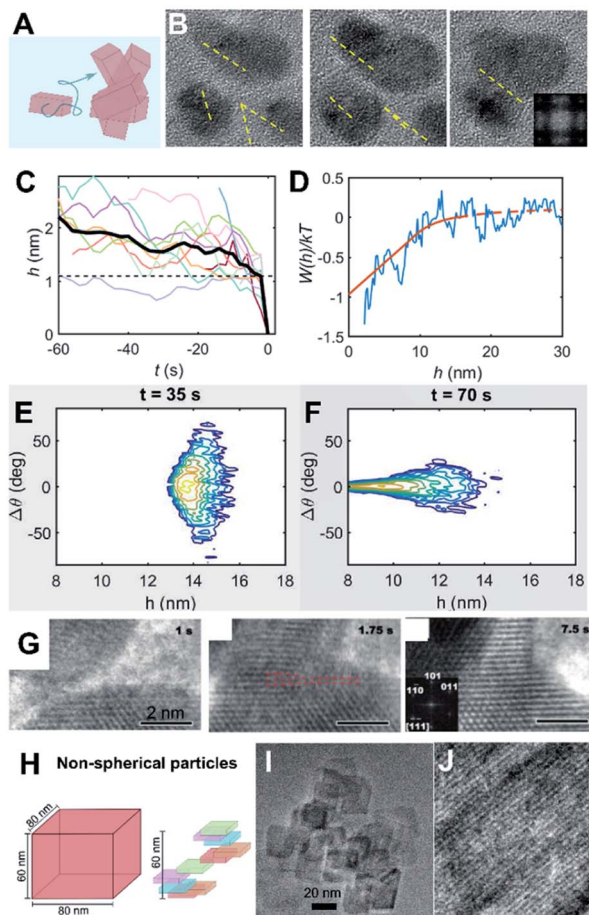 A
B
C
h (nm)
2
1
0
-60
-40
-20
0
t (s)
D
W(h)/kT
0.5
0
-0.5
-1
-1.5
0
10
20
30
h (nm)
t = 35 s
t = 70 s
E
Δθ (deg)
50
0
-50
8
10
12
14
16
18
h (nm)
F
Δθ (deg)
50
0
-50
8
10
12
14
16
18
h (nm)
G
1 s
2 nm
1.75 s
7.5 s
101
110
011
[111]
H
Non-spherical particles
80 nm
60 nm
80 nm
60 nm
I
20 nm
J